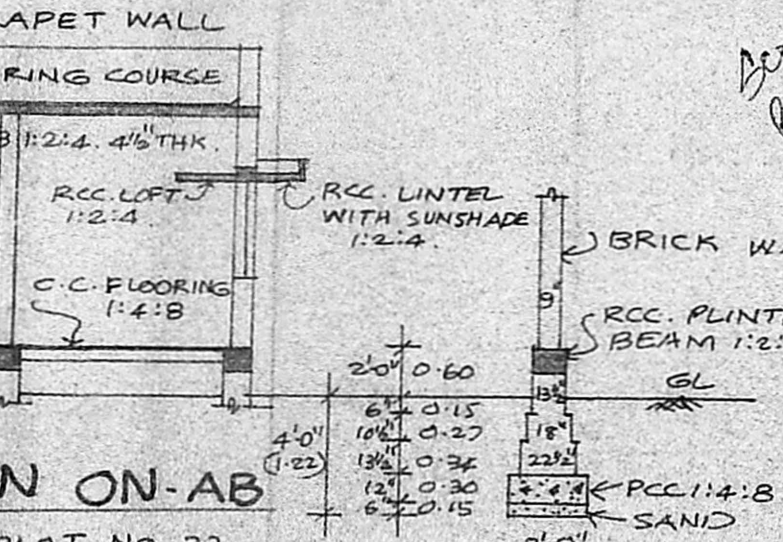 APET WALL
RING COURSE
1:2:4. 4½" THK.
RCC. LOFT
1:2:4.
RCC. LINTEL
WITH SUNSHADE
1:2:4.
BRICK W
9"
C.C. FLOORING
1:4:8
RCC. PLINT
BEAM 1:2:
GL
2'0" 0.60
13½"
6" 0.15
10½" 0.27
18"
4'-0"
(1.22)
13½" 0.34
22½"
12" 0.30
6" 0.15
PCC 1:4:8
SAND
N ON-AB